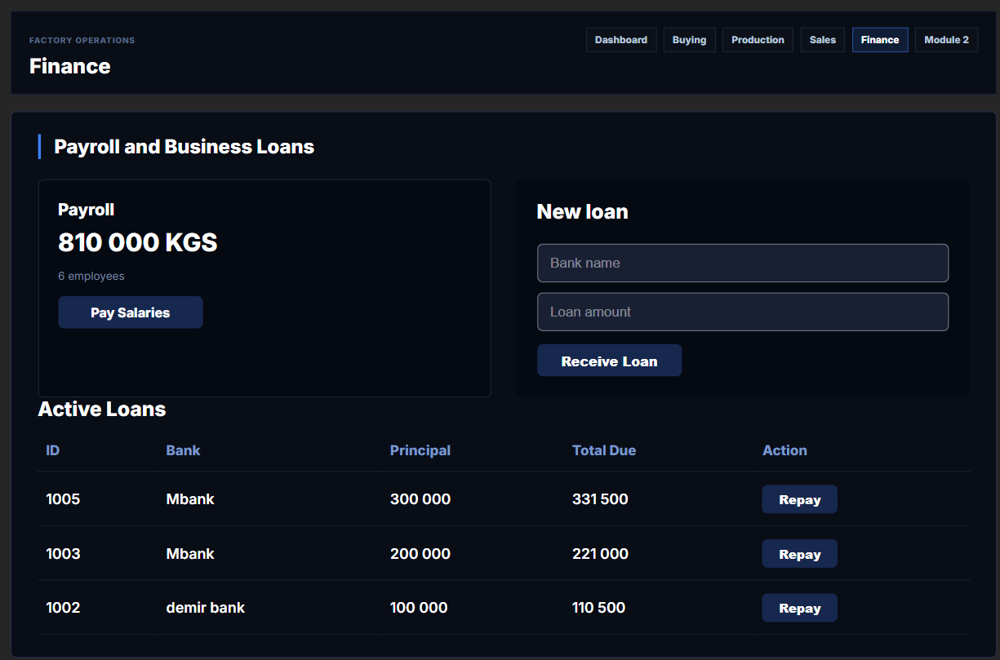 FACTORY OPERATIONS
Finance
Dashboard Buying Production Sales Finance Module 2
Payroll and Business Loans
Payroll
810 000 KGS
6 employees
Pay Salaries
New loan
Bank name
Loan amount
Receive Loan
Active Loans
ID Bank Principal Total Due Action
1005 Mbank 300 000 331 500 Repay
1003 Mbank 200 000 221 000 Repay
1002 demir bank 100 000 110 500 Repay